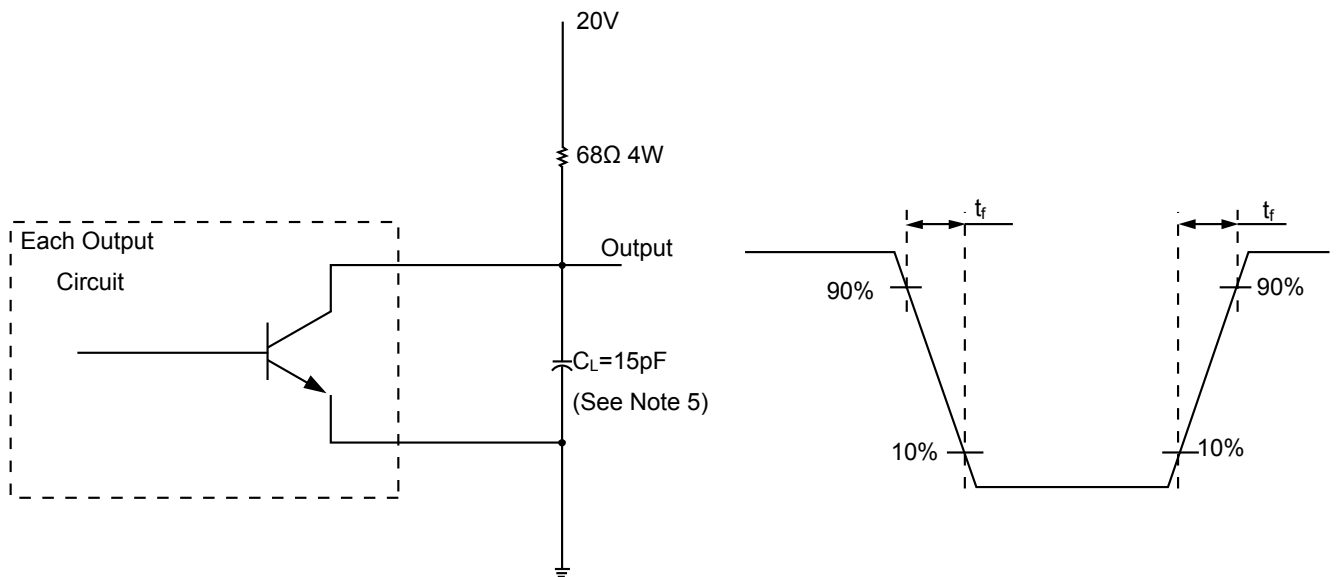 20V
68Ω 4W
Each Output
Circuit
Output
CL=15pF
(See Note 5)
tf
tf
90%
90%
10%
10%